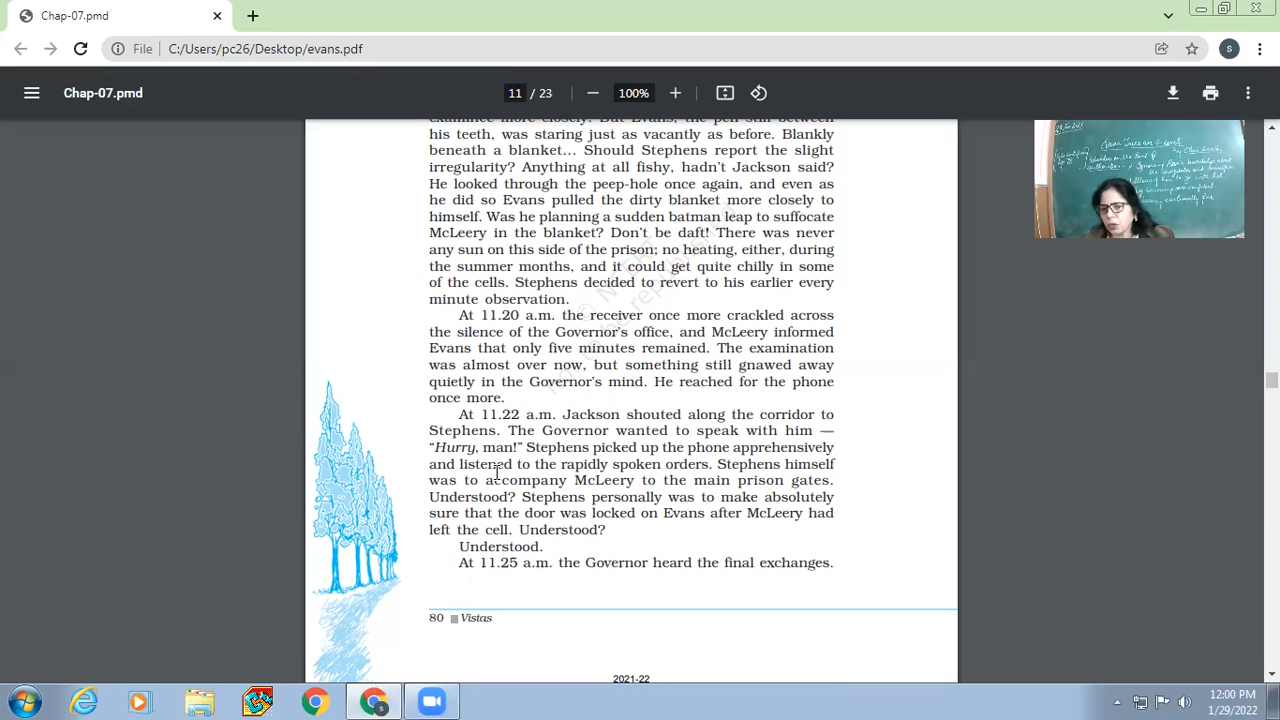 Chap-07.pmd
File
C:/Users/pc26/Desktop/evans.pdf
s
Chap-07.pmd
11 / 23
100%
his teeth, was staring just as vacantly as before. Blankly
beneath a blanket... Should Stephens report the slight
irregularity? Anything at all fishy, hadn't Jackson said?
He looked through the peep-hole once again, and even as
he did so Evans pulled the dirty blanket more closely to
himself. Was he planning a sudden batman leap to suffocate
McLeery in the blanket? Don't be daft! There was never
any sun on this side of the prison; no heating, either, during
the summer months, and it could get quite chilly in some
of the cells. Stephens decided to revert to his earlier every
minute observation.
At 11.20 a.m. the receiver once more crackled across
the silence of the Governor's office, and McLeery informed
Evans that only five minutes remained. The examination
was almost over now, but something still gnawed away
quietly in the Governor's mind. He reached for the phone
once more.
At 11.22 a.m. Jackson shouted along the corridor to
Stephens. The Governor wanted to speak with him —
“Hurry, man!” Stephens picked up the phone apprehensively
and listened to the rapidly spoken orders. Stephens himself
was to accompany McLeery to the main prison gates.
Understood? Stephens personally was to make absolutely
sure that the door was locked on Evans after McLeery had
left the cell. Understood?
Understood.
At 11.25 a.m. the Governor heard the final exchanges.
80 Vistas
2021-22
12:00 PM
1/29/2022